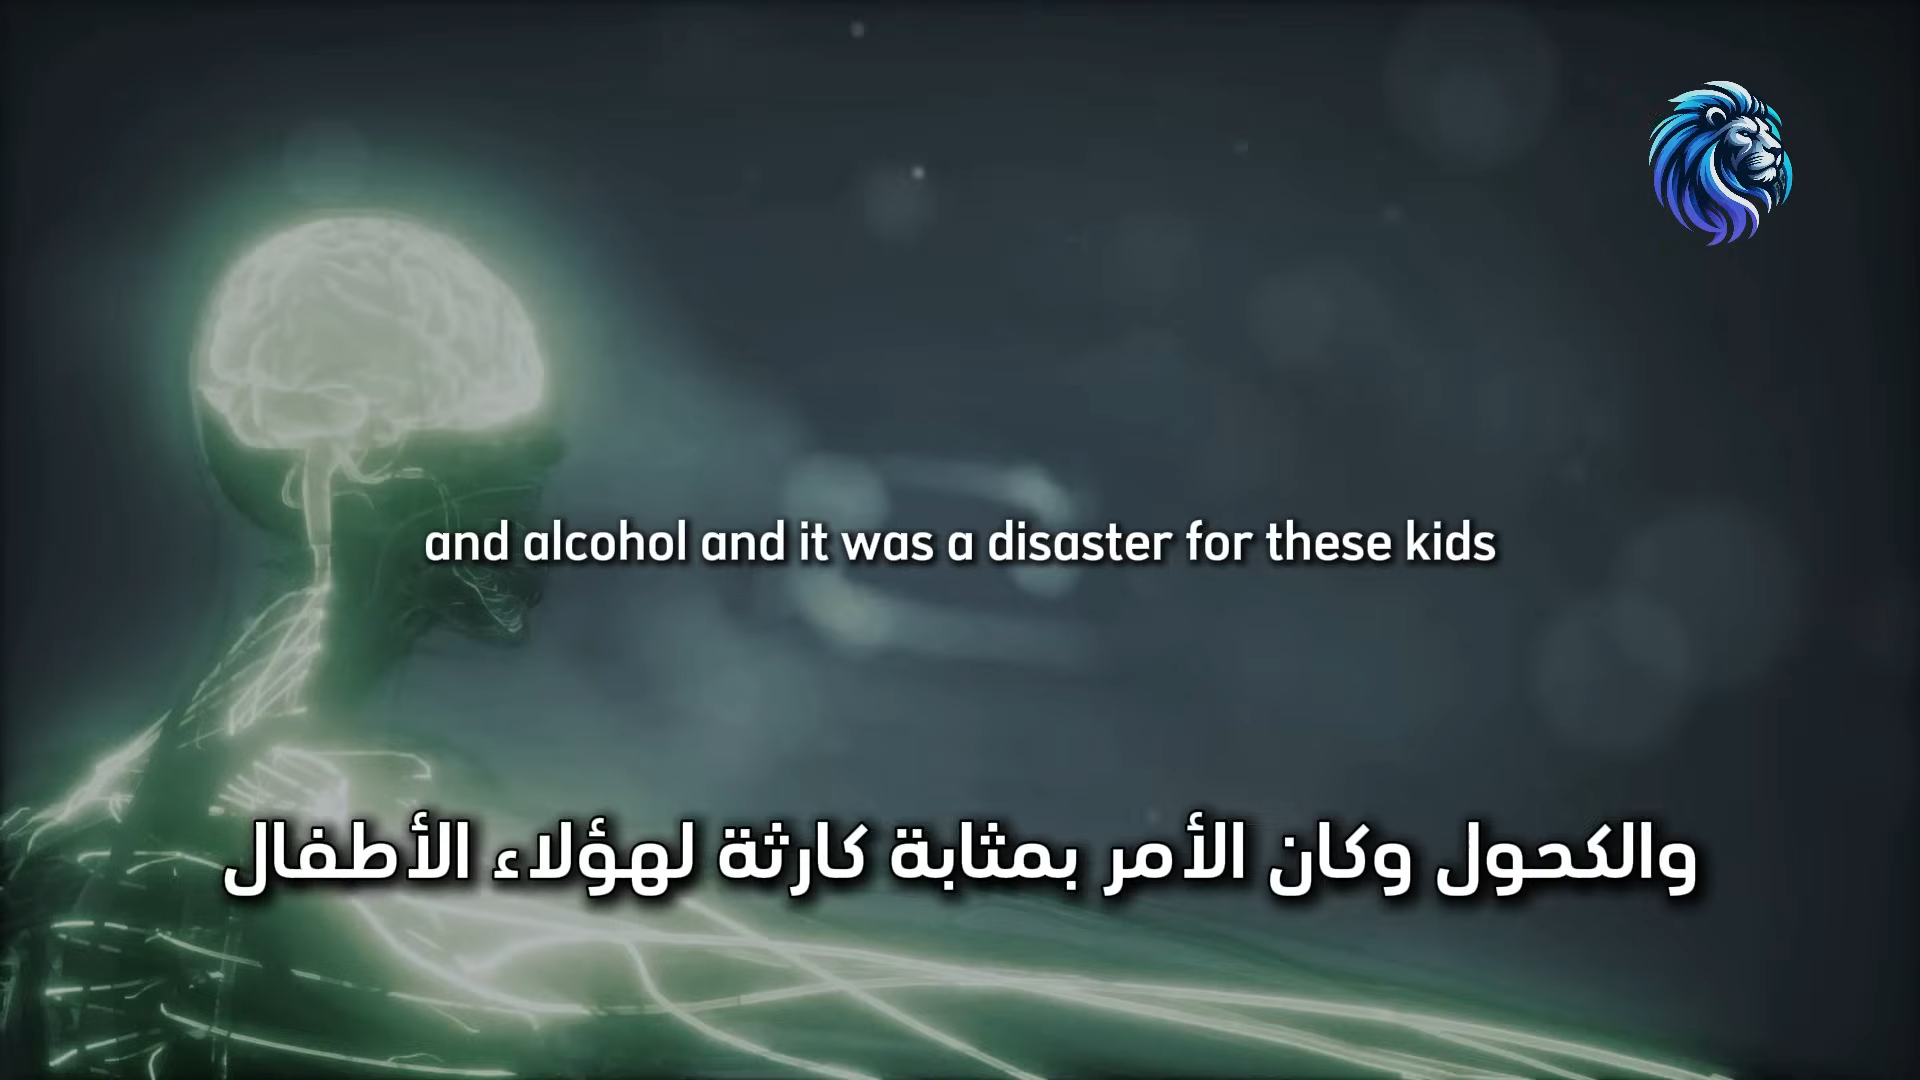 and alcohol and it was a disaster for these kids
والكحول وكان الأمر بمثابة كارثة لهؤلاء الأطفال